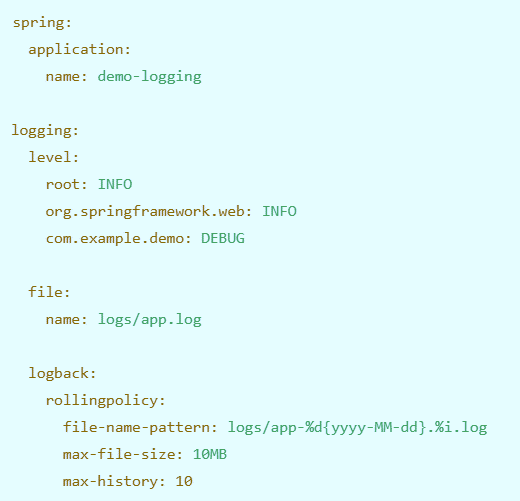 spring:
  application:
    name: demo-logging

logging:
  level:
    root: INFO
    org.springframework.web: INFO
    com.example.demo: DEBUG

  file:
    name: logs/app.log

  logback:
    rollingpolicy:
      file-name-pattern: logs/app-%d{yyyy-MM-dd}.%i.log
      max-file-size: 10MB
      max-history: 10